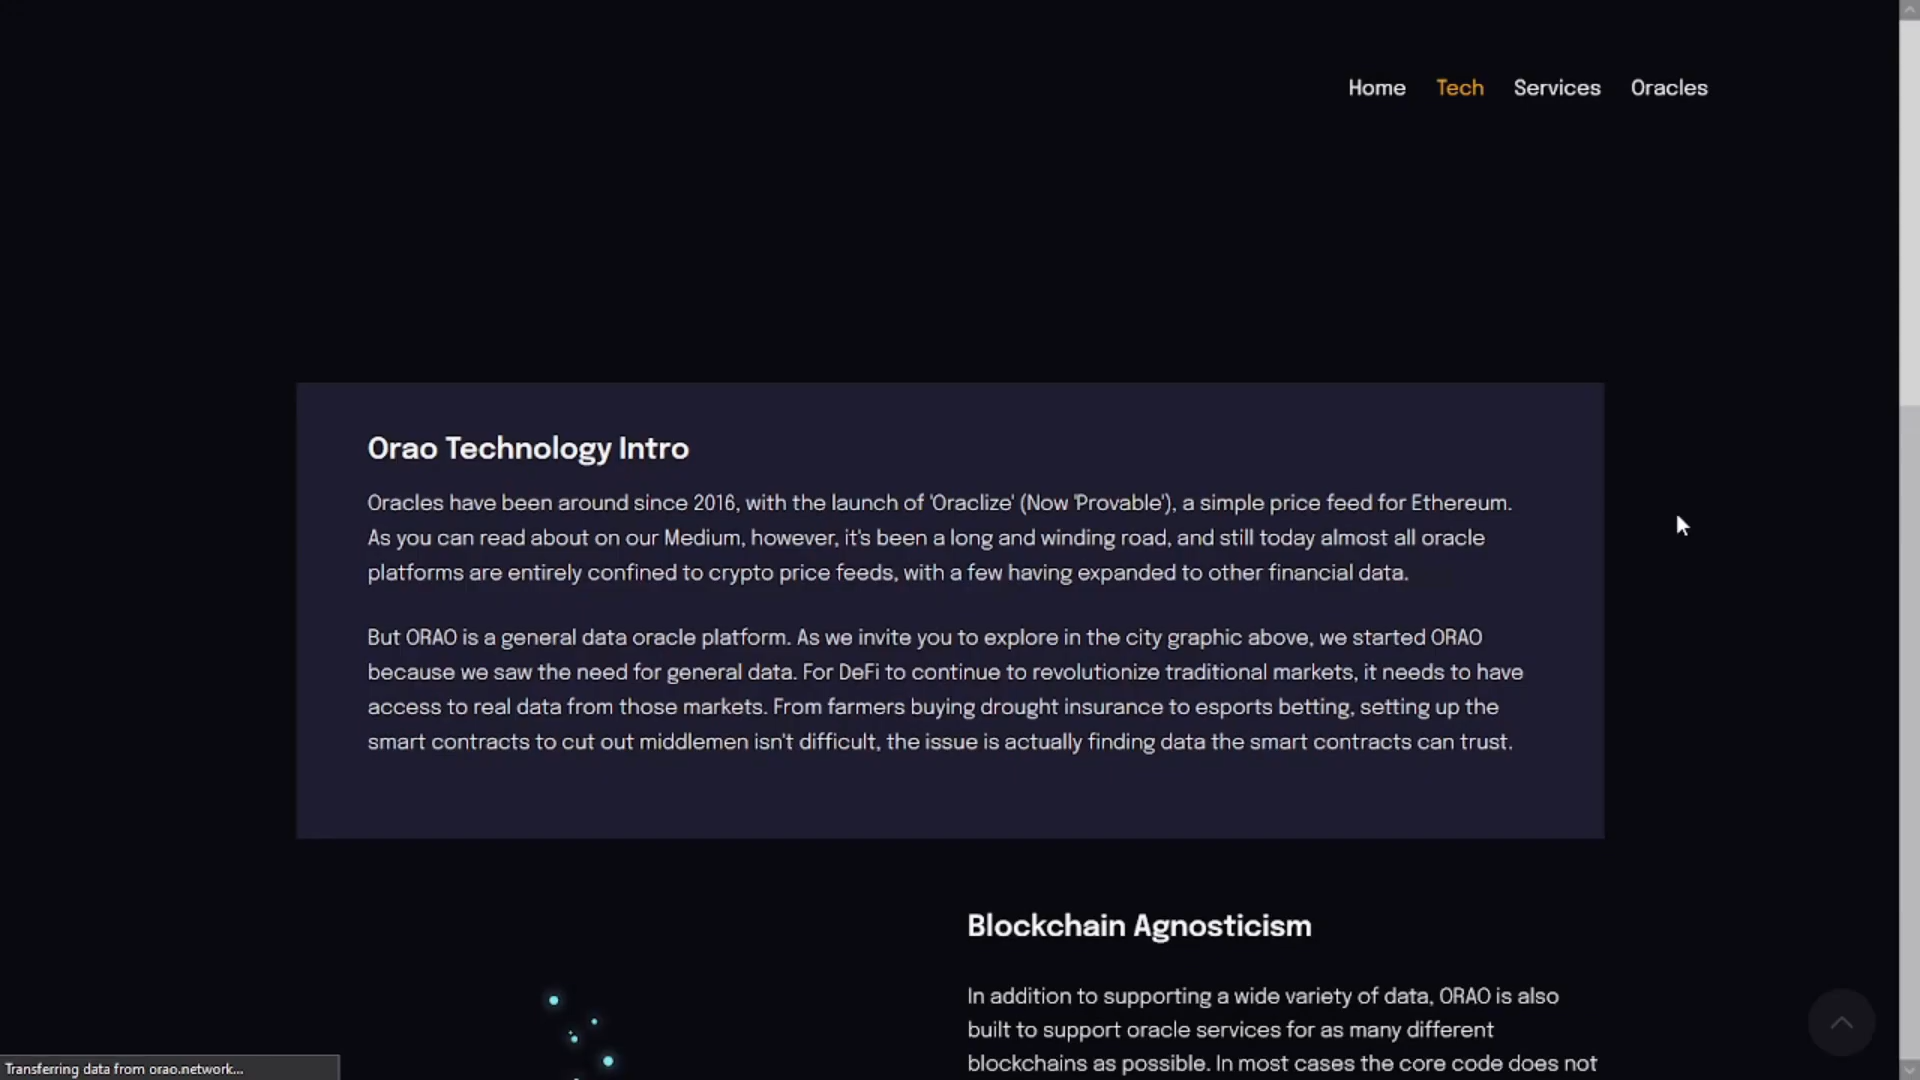 Home Tech Services Oracles
Orao Technology Intro
Oracles have been around since 2016, with the launch of 'Oraclize' (Now 'Provable'), a simple price feed for Ethereum.
As you can read about on our Medium, however, it's been a long and winding road, and still today almost all oracle
platforms are entirely confined to crypto price feeds, with a few having expanded to other financial data.
But ORAO is a general data oracle platform. As we invite you to explore in the city graphic above, we started ORAO
because we saw the need for general data. For DeFi to continue to revolutionize traditional markets, it needs to have
access to real data from those markets. From farmers buying drought insurance to esports betting, setting up the
smart contracts to cut out middlemen isn't difficult, the issue is actually finding data the smart contracts can trust.
Blockchain Agnosticism
In addition to supporting a wide variety of data, ORAO is also
built to support oracle services for as many different
blockchains as possible. In most cases the core code does not
Transferring data from orao.network...